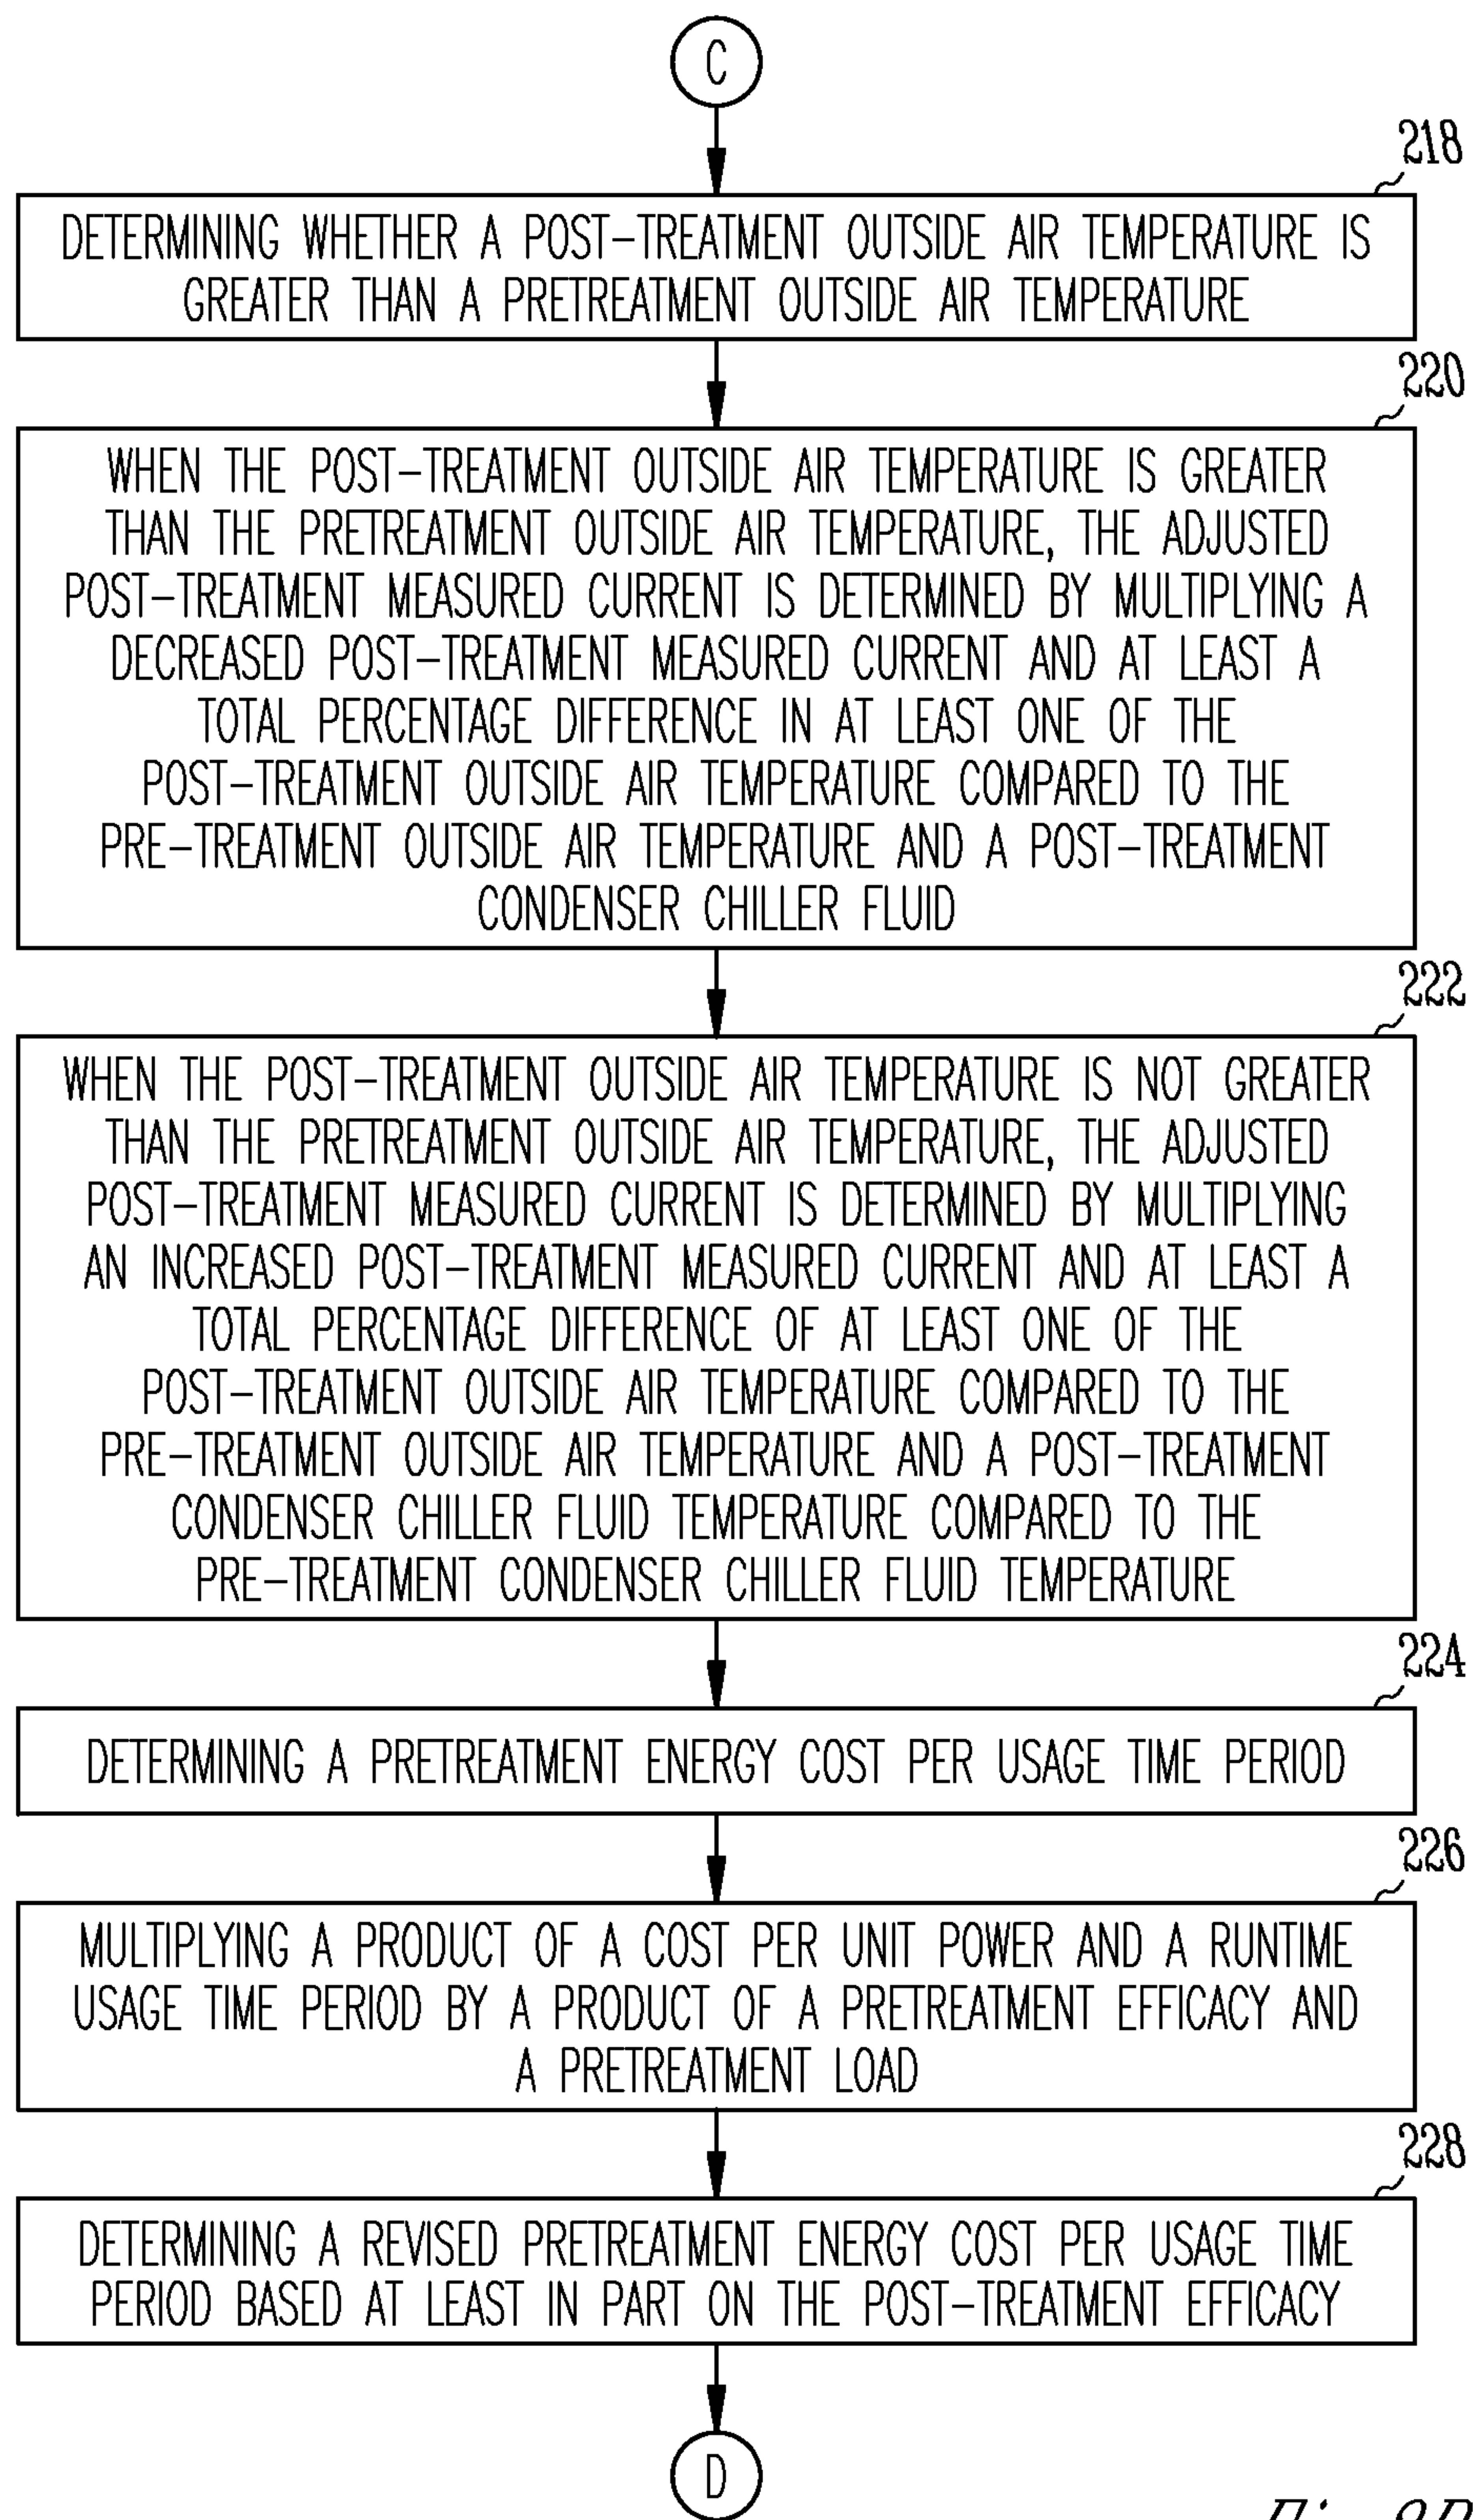 C
218
DETERMINING WHETHER A POST-TREATMENT OUTSIDE AIR TEMPERATURE IS
GREATER THAN A PRETREATMENT OUTSIDE AIR TEMPERATURE
220
WHEN THE POST-TREATMENT OUTSIDE AIR TEMPERATURE IS GREATER
THAN THE PRETREATMENT OUTSIDE AIR TEMPERATURE, THE ADJUSTED
POST-TREATMENT MEASURED CURRENT IS DETERMINED BY MULTIPLYING A
DECREASED POST-TREATMENT MEASURED CURRENT AND AT LEAST A
TOTAL PERCENTAGE DIFFERENCE IN AT LEAST ONE OF THE
POST-TREATMENT OUTSIDE AIR TEMPERATURE COMPARED TO THE
PRE-TREATMENT OUTSIDE AIR TEMPERATURE AND A POST-TREATMENT
CONDENSER CHILLER FLUID
222
WHEN THE POST-TREATMENT OUTSIDE AIR TEMPERATURE IS NOT GREATER
THAN THE PRETREATMENT OUTSIDE AIR TEMPERATURE, THE ADJUSTED
POST-TREATMENT MEASURED CURRENT IS DETERMINED BY MULTIPLYING
AN INCREASED POST-TREATMENT MEASURED CURRENT AND AT LEAST A
TOTAL PERCENTAGE DIFFERENCE OF AT LEAST ONE OF THE
POST-TREATMENT OUTSIDE AIR TEMPERATURE COMPARED TO THE
PRE-TREATMENT OUTSIDE AIR TEMPERATURE AND A POST-TREATMENT
CONDENSER CHILLER FLUID TEMPERATURE COMPARED TO THE
PRE-TREATMENT CONDENSER CHILLER FLUID TEMPERATURE
224
DETERMINING A PRETREATMENT ENERGY COST PER USAGE TIME PERIOD
226
MULTIPLYING A PRODUCT OF A COST PER UNIT POWER AND A RUNTIME
USAGE TIME PERIOD BY A PRODUCT OF A PRETREATMENT EFFICACY AND
A PRETREATMENT LOAD
228
DETERMINING A REVISED PRETREATMENT ENERGY COST PER USAGE TIME
PERIOD BASED AT LEAST IN PART ON THE POST-TREATMENT EFFICACY
D